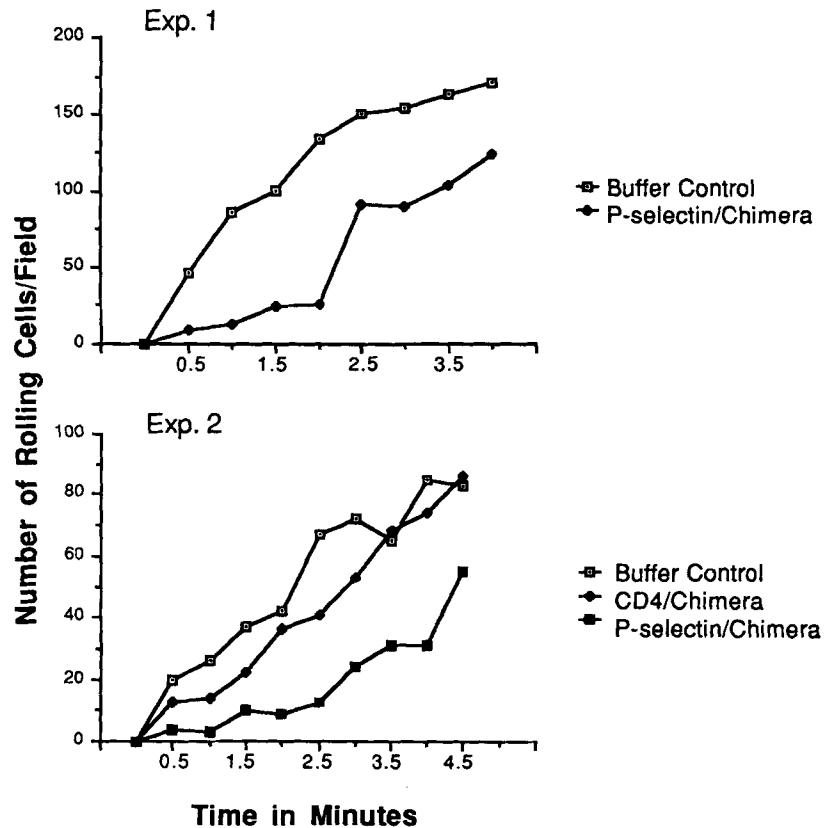 Exp. 1
200
150
100
50
0
0.5
1.5
2.5
3.5
Buffer Control
P-selectin/Chimera
Number of Rolling Cells/Field
Exp. 2
100
80
60
40
20
0
0.5
1.5
2.5
3.5
4.5
Buffer Control
CD4/Chimera
P-selectin/Chimera
Time in Minutes